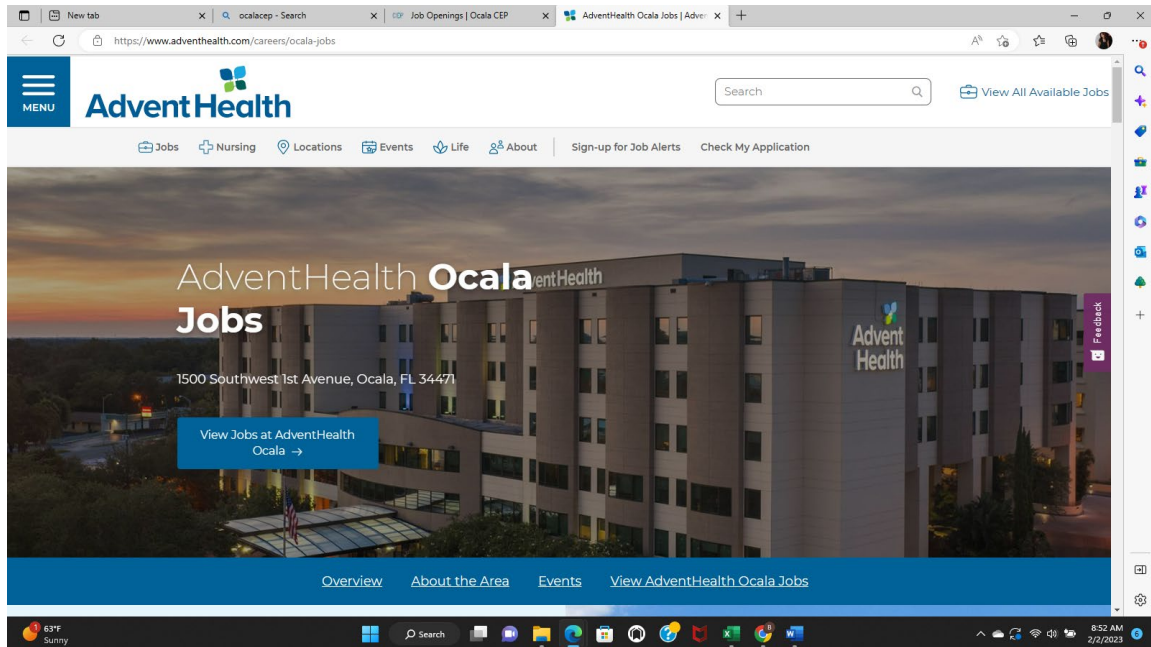 New tab
ocalacep - Search
Job Openings | Ocala CEP
AdventHealth Ocala Jobs | Adven
https://www.adventhealth.com/careers/ocala-jobs
MENU
AdventHealth
Search
View All Available Jobs
Jobs Nursing Locations Events Life About Sign-up for Job Alerts Check My Application
AdventHealth Ocala
Jobs
ventHealth
Advent
Health
1500 Southwest 1st Avenue, Ocala, FL 34471
View Jobs at AdventHealth
Ocala →
Feedback
Overview About the Area Events View AdventHealth Ocala Jobs
63°F
Sunny
Search
8:52 AM
2/2/2023
6